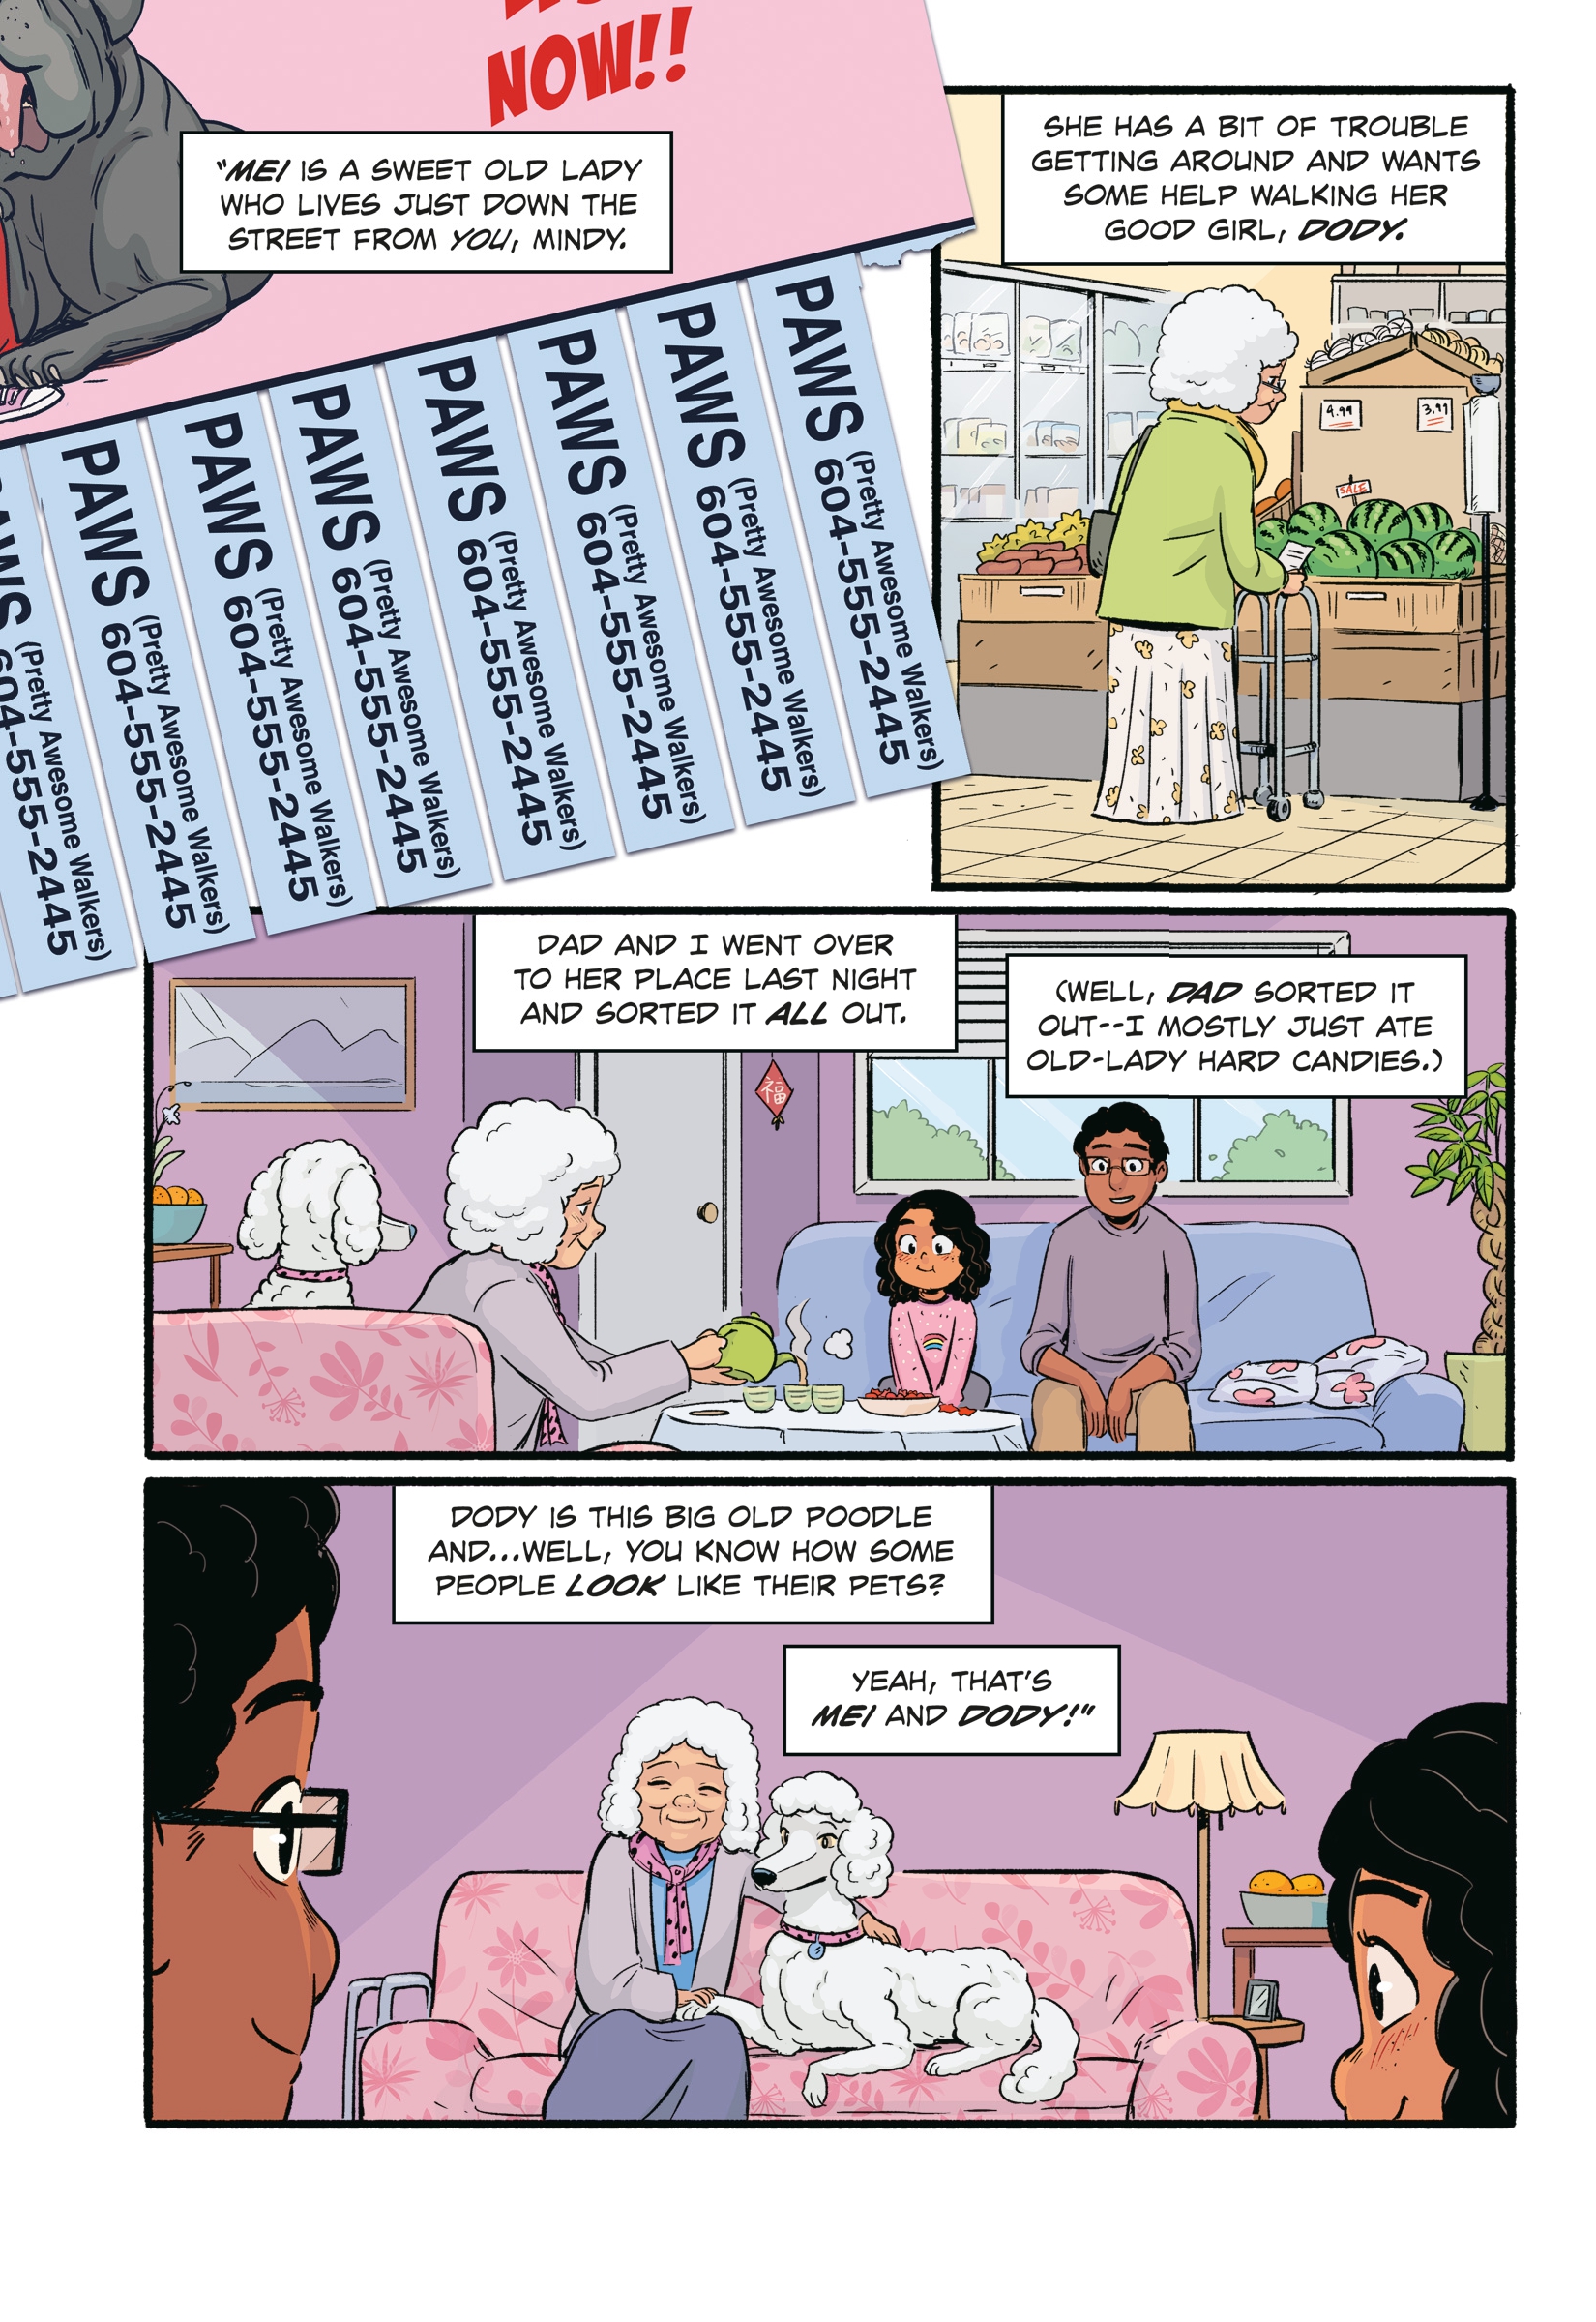 NOW!!
"MEI IS A SWEET OLD LADY
WHO LIVES JUST DOWN THE
STREET FROM YOU, MINDY.
SHE HAS A BIT OF TROUBLE
GETTING AROUND AND WANTS
SOME HELP WALKING HER
GOOD GIRL, DODY.
PAWS (Pretty Awesome Walkers)
604-555-2445
PAWS (Pretty Awesome Walkers)
604-555-2445
PAWS (Pretty Awesome Walkers)
604-555-2445
PAWS (Pretty Awesome Walkers)
604-555-2445
PAWS (Pretty Awesome Walkers)
604-555-2445
PAWS (Pretty Awesome Walkers)
604-555-2445
PAWS (Pretty Awesome Walkers)
604-555-2445
(Pretty Awesome Walkers)
604-555-2445
4.99
3.99
SALE
DAD AND I WENT OVER
TO HER PLACE LAST NIGHT
AND SORTED IT ALL OUT.
(WELL, DAD SORTED IT
OUT--I MOSTLY JUST ATE
OLD-LADY HARD CANDIES.)
福
DODY IS THIS BIG OLD POODLE
AND...WELL, YOU KNOW HOW SOME
PEOPLE LOOK LIKE THEIR PETS?
YEAH, THAT'S
MEI AND DODY!"